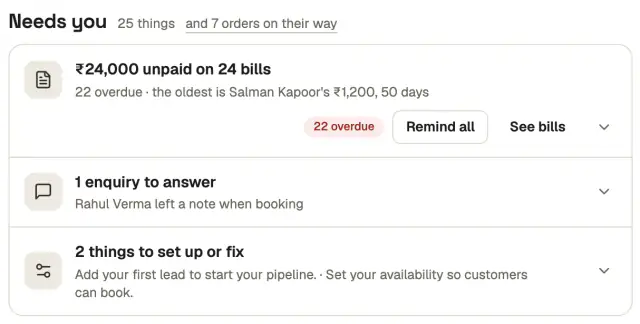 Needs you 25 things and 7 orders on their way
₹24,000 unpaid on 24 bills
22 overdue · the oldest is Salman Kapoor's ₹1,200, 50 days
22 overdue Remind all See bills
1 enquiry to answer
Rahul Verma left a note when booking
2 things to set up or fix
Add your first lead to start your pipeline. · Set your availability so customers
can book.